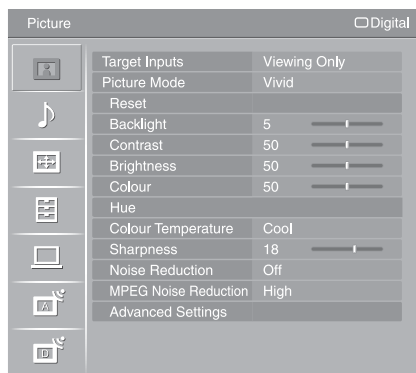 Picture Digital
Target Inputs Viewing Only
Picture Mode Vivid
Reset
Backlight 5
Contrast 50
Brightness 50
Colour 50
Hue
Colour Temperature Cool
Sharpness 18
Noise Reduction Off
MPEG Noise Reduction High
Advanced Settings
A
D